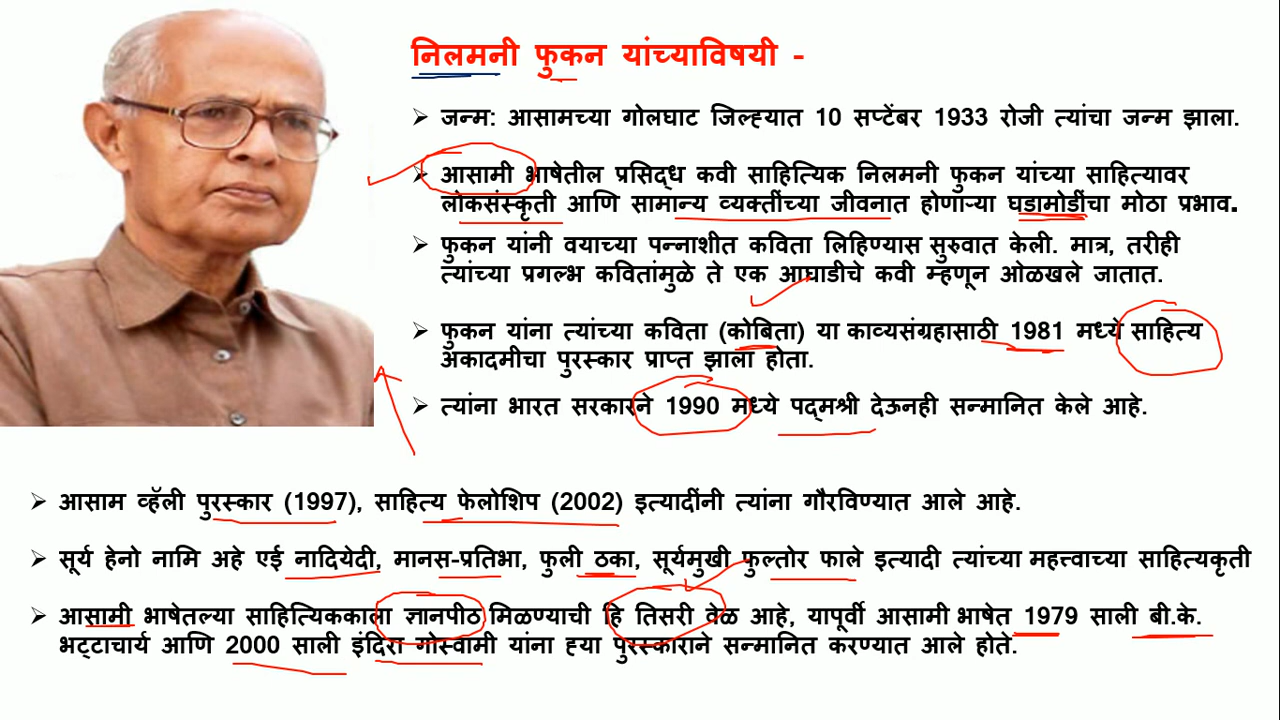 निलमनी फुकन यांच्याविषयी -
➢ जन्म: आसामच्या गोलघाट जिल्ह्यात 10 सप्टेंबर 1933 रोजी त्यांचा जन्म झाला.
➢ आसामी भाषेतील प्रसिद्ध कवी साहित्यिक निलमनी फुकन यांच्या साहित्यावर
लोकसंस्कृती आणि सामान्य व्यक्तींच्या जीवनात होणाऱ्या घडामोडींचा मोठा प्रभाव.
➢ फुकन यांनी वयाच्या पन्नाशीत कविता लिहिण्यास सुरुवात केली. मात्र, तरीही
त्यांच्या प्रगल्भ कवितांमुळे ते एक आघाडीचे कवी म्हणून ओळखले जातात.
➢ फुकन यांना त्यांच्या कविता (कोबिता) या काव्यसंग्रहासाठी 1981 मध्ये साहित्य
अकादमीचा पुरस्कार प्राप्त झाला होता.
➢ त्यांना भारत सरकारने 1990 मध्ये पद्मश्री देऊनही सन्मानित केले आहे.
➢ आसाम व्हॅली पुरस्कार (1997), साहित्य फेलोशिप (2002) इत्यादींनी त्यांना गौरविण्यात आले आहे.
➢ सूर्य हेनो नामि अहे एई नादियेदी, मानस-प्रतिभा, फुली ठका, सूर्यमुखी फुल्तोर फाले इत्यादी त्यांच्या महत्त्वाच्या साहित्यकृती
➢ आसामी भाषेतल्या साहित्यिककाला ज्ञानपीठ मिळण्याची हि तिसरी वेळ आहे, यापूर्वी आसामी भाषेत 1979 साली बी.के.
भट्टाचार्य आणि 2000 साली इंदिरा गोस्वामी यांना ह्या पुरस्काराने सन्मानित करण्यात आले होते.